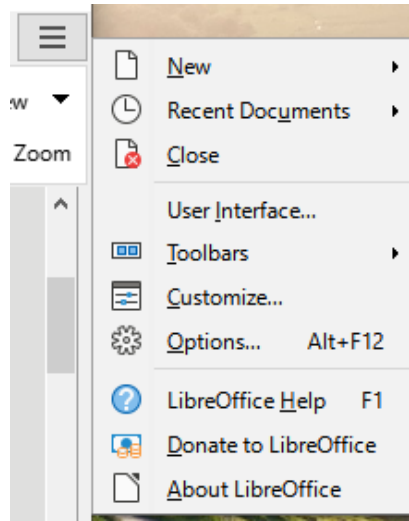 New
:w
Recent Documents
Zoom
Close
User Interface...
Toolbars
Customize...
Options... Alt+F12
LibreOffice Help F1
Donate to LibreOffice
About LibreOffice